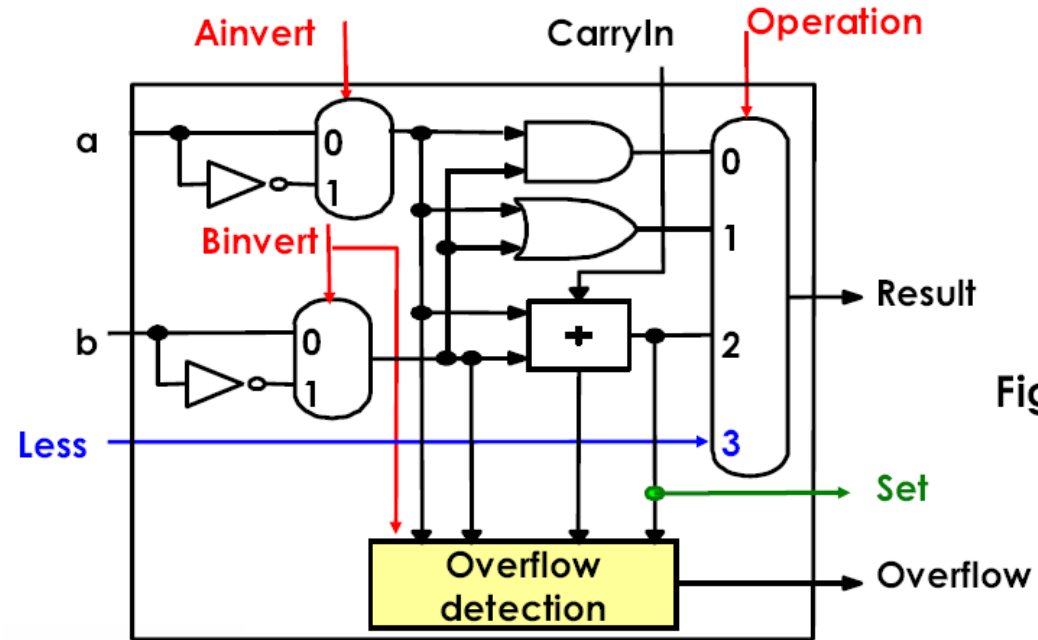 Ainvert
CarryIn
Operation
a
0
1
0
1
Binvert
+
2
Result
b
0
1
Less
3
Set
Overflow
detection
Overflow